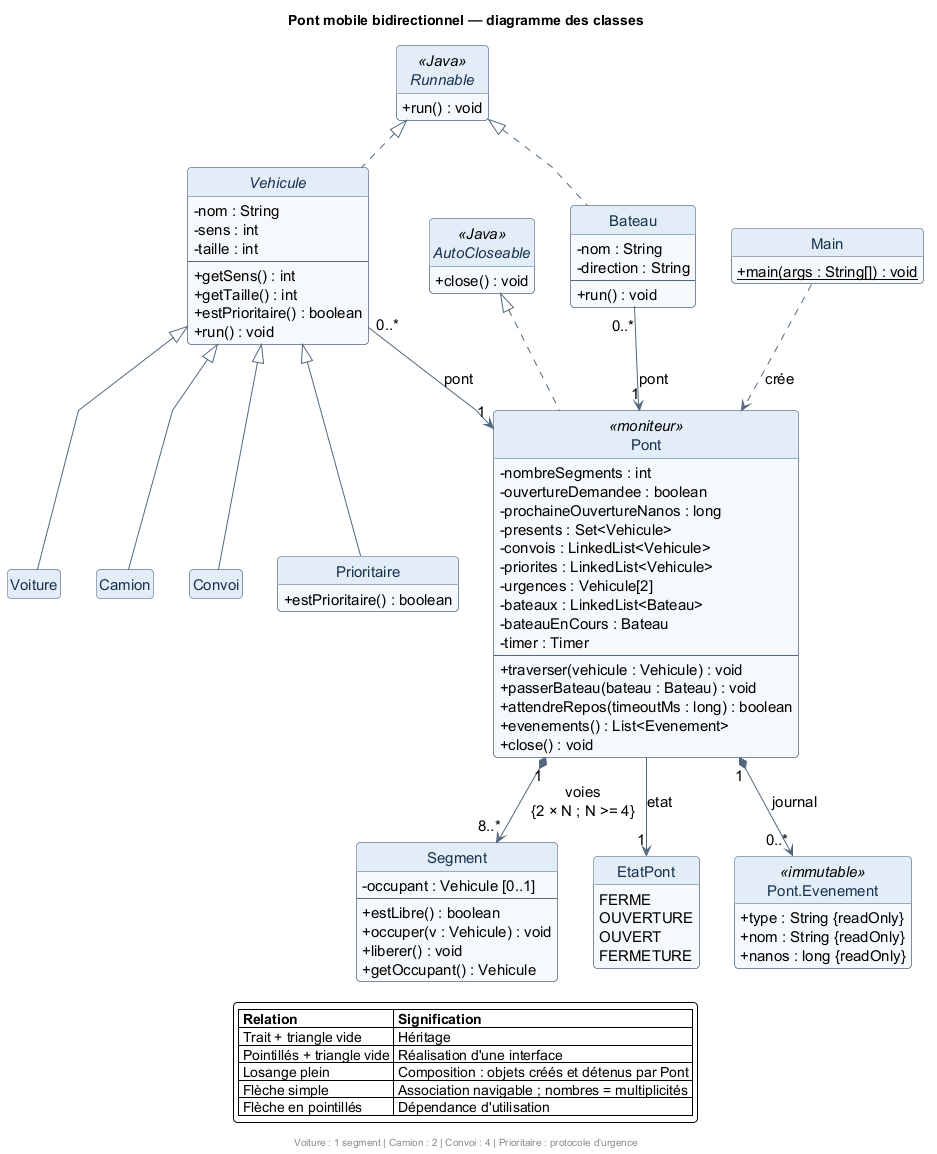 Pont mobile bidirectionnel — diagramme des classes
«Java»
Runnable
+run() : void
Vehicule
-nom : String
-sens : int
-taille : int
+getSens() : int
+getTaille() : int
+estPrioritaire() : boolean
+run() : void
«Java»
AutoCloseable
+close() : void
Bateau
-nom : String
-direction : String
+run() : void
Main
+main(args : String[]) : void
0..*
pont
1
0..*
pont
1
crée
Voiture
Camion
Convoi
Prioritaire
+estPrioritaire() : boolean
«moniteur»
Pont
-nombreSegments : int
-ouvertureDemandee : boolean
-prochaineOuvertureNanos : long
-presents : Set<Vehicule>
-convois : LinkedList<Vehicule>
-priorites : LinkedList<Vehicule>
-urgences : Vehicule[2]
-bateaux : LinkedList<Bateau>
-bateauEnCours : Bateau
-timer : Timer
+traverser(vehicule : Vehicule) : void
+passerBateau(bateau : Bateau) : void
+attendreRepos(timeoutMs : long) : boolean
+evenements() : List<Evenement>
+close() : void
1
voies
{2 × N ; N >= 4}
8..*
etat
1
1
journal
0..*
Segment
-occupant : Vehicule [0..1]
+estLibre() : boolean
+occuper(v : Vehicule) : void
+liberer() : void
+getOccupant() : Vehicule
EtatPont
FERME
OUVERTURE
OUVERT
FERMETURE
«immutable»
Pont.Evenement
+type : String {readOnly}
+nom : String {readOnly}
+nanos : long {readOnly}
Relation Signification
Trait + triangle vide Héritage
Pointillés + triangle vide Réalisation d'une interface
Losange plein Composition : objets créés et détenus par Pont
Flèche simple Association navigable ; nombres = multiplicités
Flèche en pointillés Dépendance d'utilisation
Voiture : 1 segment | Camion : 2 | Convoi : 4 | Prioritaire : protocole d'urgence